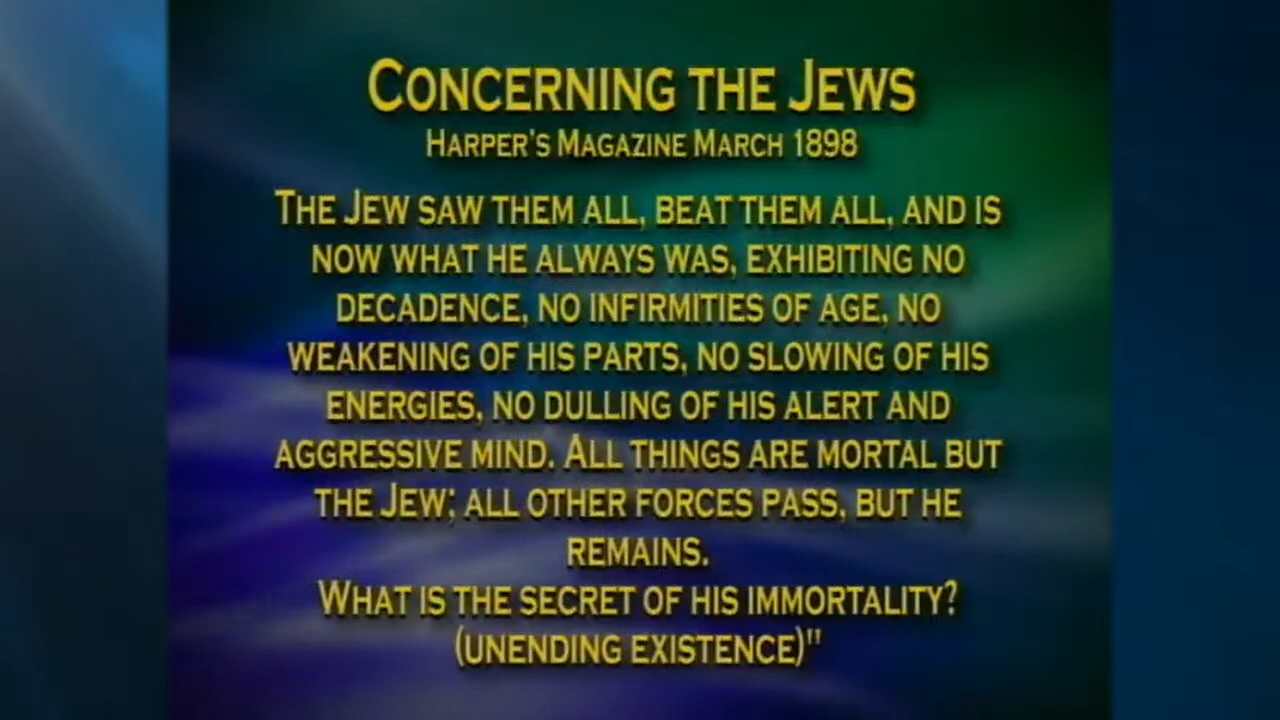 CONCERNING THE JEWS
HARPER'S MAGAZINE MARCH 1898
THE JEW SAW THEM ALL, BEAT THEM ALL, AND IS
NOW WHAT HE ALWAYS WAS, EXHIBITING NO
DECADENCE, NO INFIRMITIES OF AGE, NO
WEAKENING OF HIS PARTS, NO SLOWING OF HIS
ENERGIES, NO DULLING OF HIS ALERT AND
AGGRESSIVE MIND. ALL THINGS ARE MORTAL BUT
THE JEW; ALL OTHER FORCES PASS, BUT HE
REMAINS.
WHAT IS THE SECRET OF HIS IMMORTALITY?
(UNENDING EXISTENCE)"